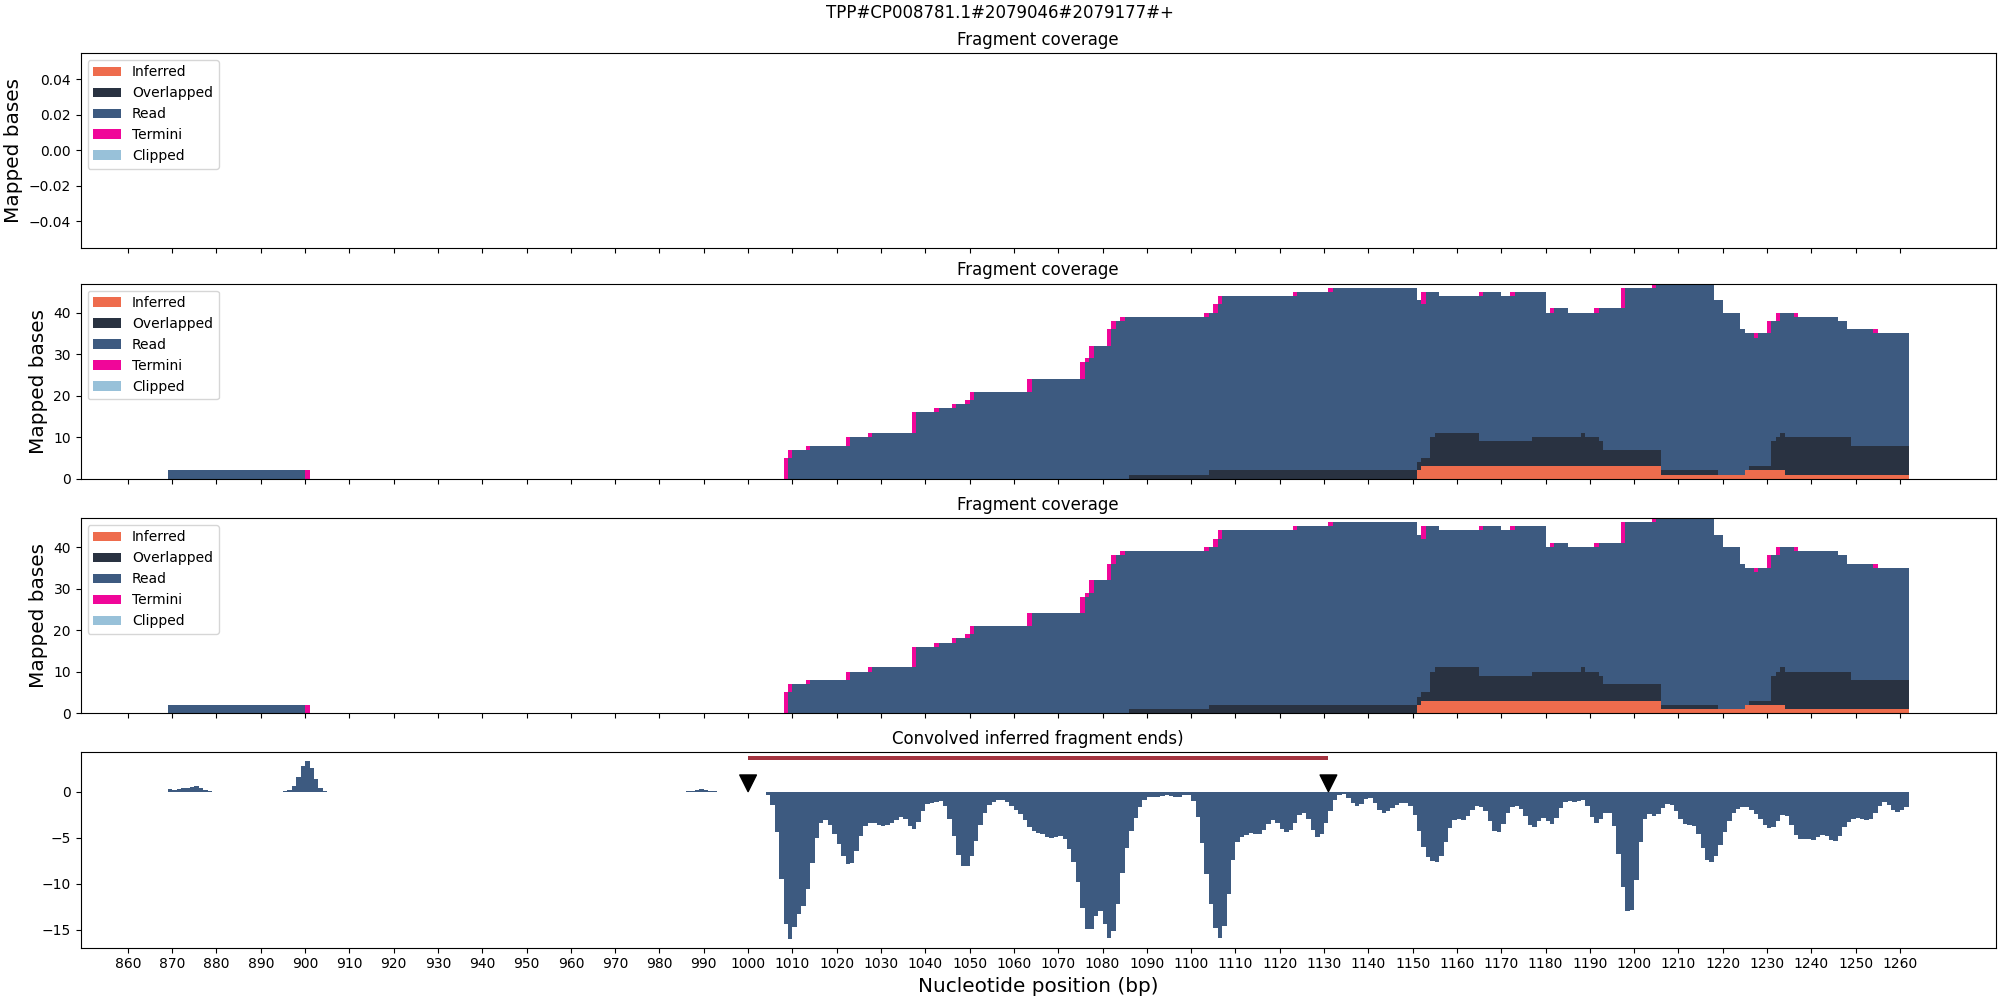 TPP#CP008781.1#2079046#2079177#+
Fragment coverage
Mapped bases
0.04
0.02
0.00
−0.02
−0.04
Inferred
Overlapped
Read
Termini
Clipped
Fragment coverage
Mapped bases
40
30
20
10
0
Inferred
Overlapped
Read
Termini
Clipped
Fragment coverage
Mapped bases
40
30
20
10
0
Inferred
Overlapped
Read
Termini
Clipped
Convolved inferred fragment ends)
0
−5
−10
−15
860 870 880 890 900 910 920 930 940 950 960 970 980 990 1000 1010 1020 1030 1040 1050 1060 1070 1080 1090 1100 1110 1120 1130 1140 1150 1160 1170 1180 1190 1200 1210 1220 1230 1240 1250 1260
Nucleotide position (bp)